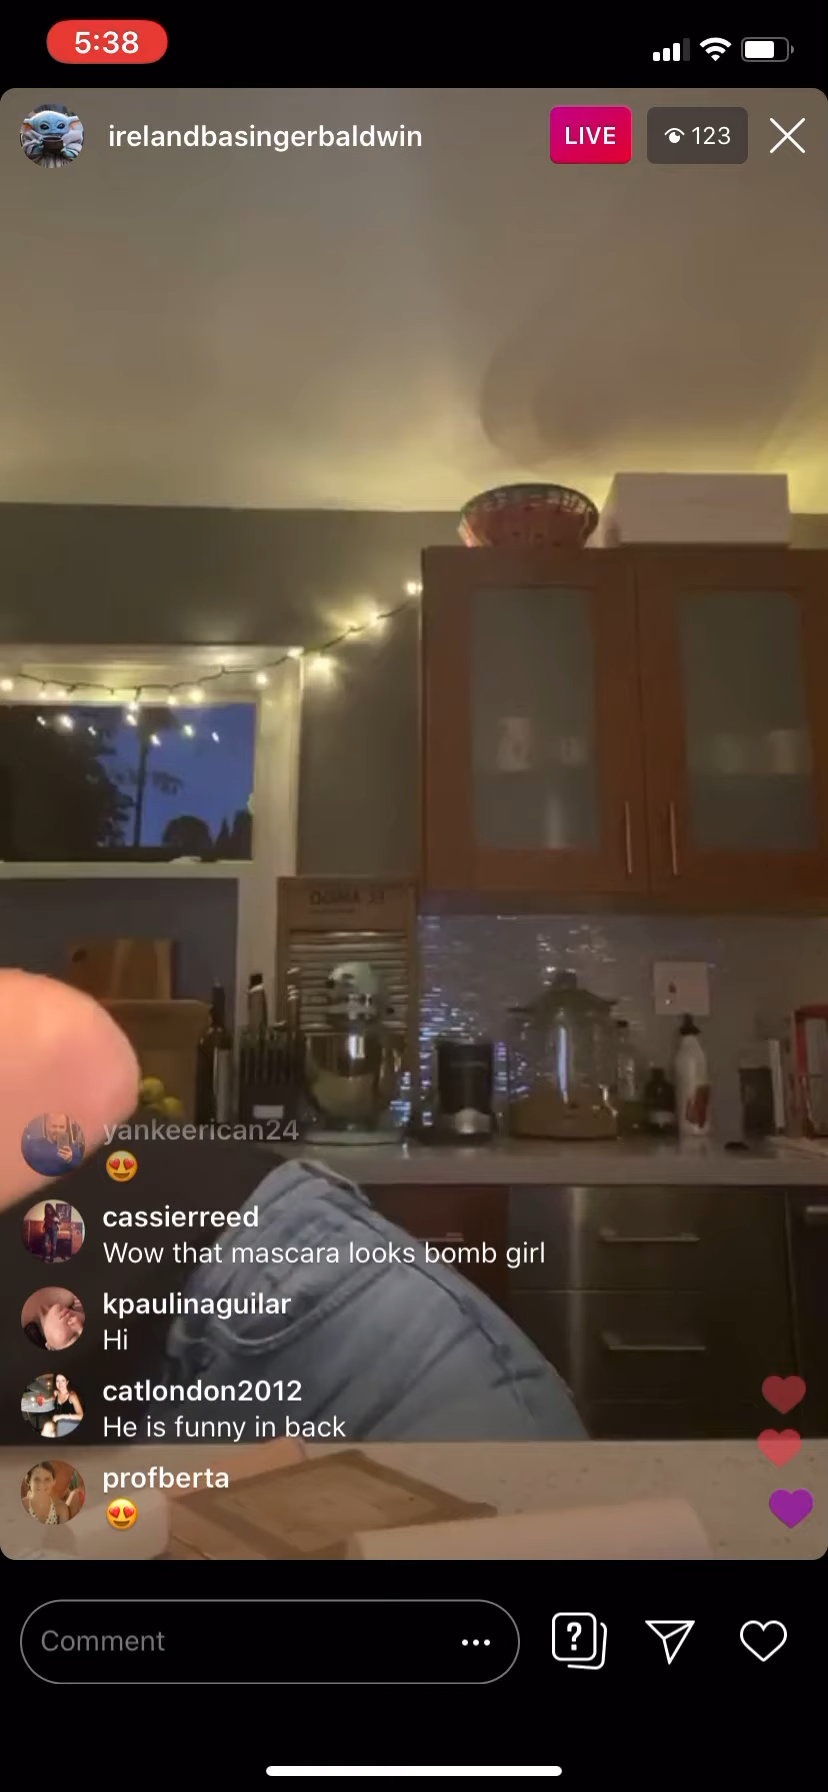 5:38
irelandbasingerbaldwin
LIVE
123
yankeerican24
😍
cassierreed
Wow that mascara looks bomb girl
kpaulinaguilar
Hi
catlondon2012
He is funny in back
profberta
😍
Comment
?